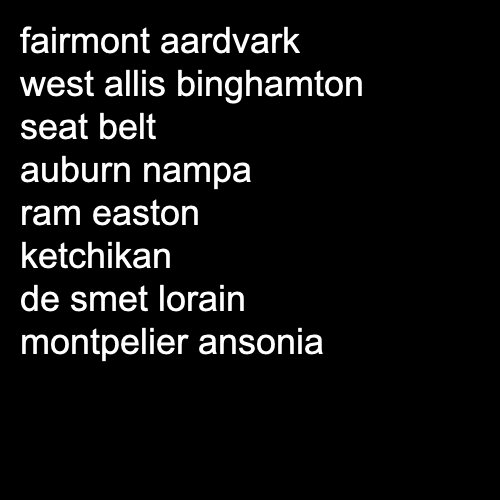 fairmont aardvark
west allis binghamton
seat belt
auburn nampa
ram easton
ketchikan
de smet lorain
montpelier ansonia